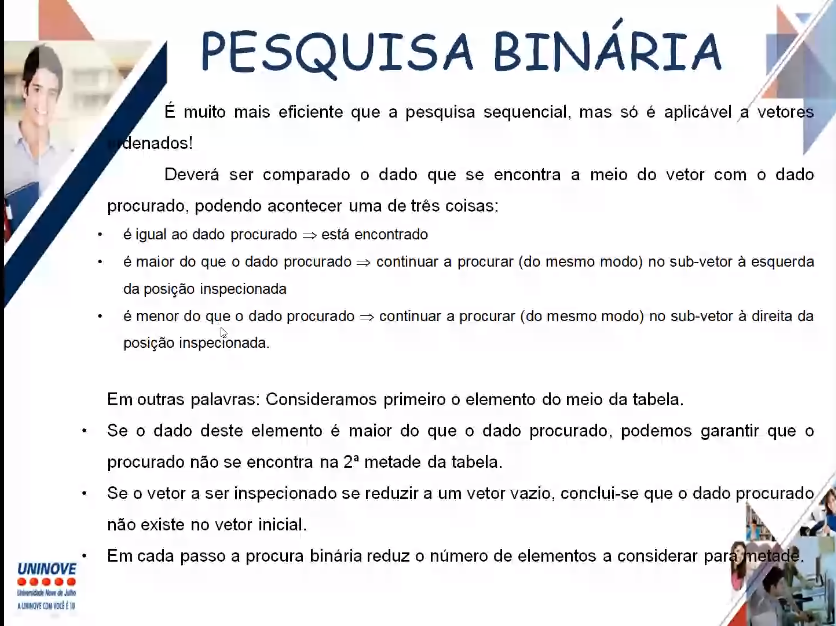 PESQUISA BINÁRIA
É muito mais eficiente que a pesquisa sequencial, mas só é aplicável a vetores
ordenados!
Deverá ser comparado o dado que se encontra a meio do vetor com o dado
procurado, podendo acontecer uma de três coisas:
• é igual ao dado procurado ⇒ está encontrado
• é maior do que o dado procurado ⇒ continuar a procurar (do mesmo modo) no sub-vetor à esquerda
da posição inspecionada
• é menor do que o dado procurado ⇒ continuar a procurar (do mesmo modo) no sub-vetor à direita da
posição inspecionada.
Em outras palavras: Consideramos primeiro o elemento do meio da tabela.
• Se o dado deste elemento é maior do que o dado procurado, podemos garantir que o
procurado não se encontra na 2ª metade da tabela.
• Se o vetor a ser inspecionado se reduzir a um vetor vazio, conclui-se que o dado procurado
não existe no vetor inicial.
• Em cada passo a procura binária reduz o número de elementos a considerar para metade.
UNINOVE
Universidade Nove de Julho
A UNINOVE COM VOCÊ É 10